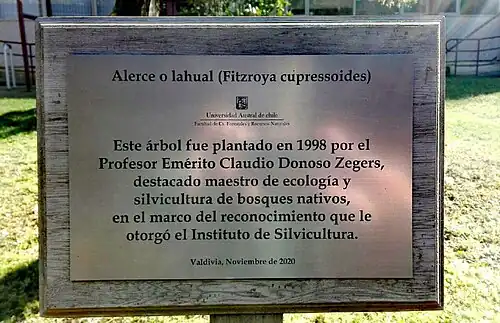 Alerce o lahual (Fitzroya cupressoides)
Universidad Austral de chile
Facultad de Cs. Forestales y Recursos Naturales
Este árbol fue plantado en 1998 por el
Profesor Emérito Claudio Donoso Zegers,
destacado maestro de ecología y
silvicultura de bosques nativos,
en el marco del reconocimiento que le
otorgó el Instituto de Silvicultura.
Valdivia, Noviembre de 2020